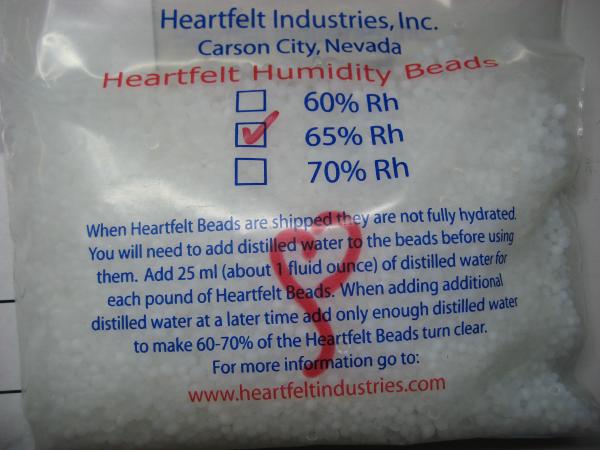 Heartfelt Industries, Inc.
Carson City, Nevada
Heartfelt Humidity Beads
60% Rh
65% Rh
70% Rh
When Heartfelt Beads are shipped they are not fully hydrated.
You will need to add distilled water to the beads before using
them. Add 25 ml (about 1 fluid ounce) of distilled water for
each pound of Heartfelt Beads. When adding additional
distilled water at a later time add only enough distilled water
to make 60-70% of the Heartfelt Beads turn clear.
For more information go to:
www.heartfeltindustries.com